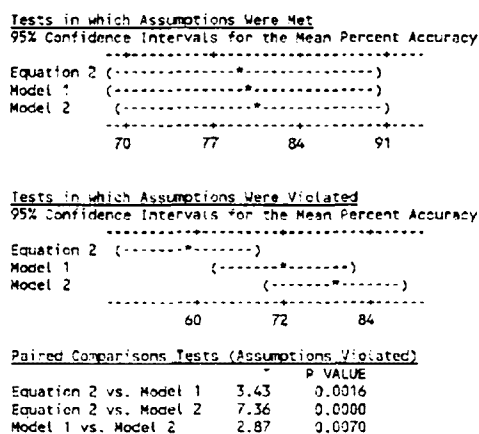 Tests in which Assumptions Were Met
95% Confidence Intervals for the Mean Percent Accuracy
--+---------+---------+---------+----
Equation 2 (--------------*---------------)
Model 1 (---------------*--------------)
Model 2 (---------------*--------------)
--+---------+---------+---------+----
70 77 84 91
Tests in which Assumptions Were Violated
95% Confidence Intervals for the Mean Percent Accuracy
----------+---------+---------+------
Equation 2 (-------*-------)
Model 1 (-------*-------)
Model 2 (-------*-------)
----------+---------+---------+------
60 72 84
Paired Comparisons Tests (Assumptions Violated)
P VALUE
Equation 2 vs. Model 1 3.43 0.0016
Equation 2 vs. Model 2 7.36 0.0000
Model 1 vs. Model 2 2.87 0.0070